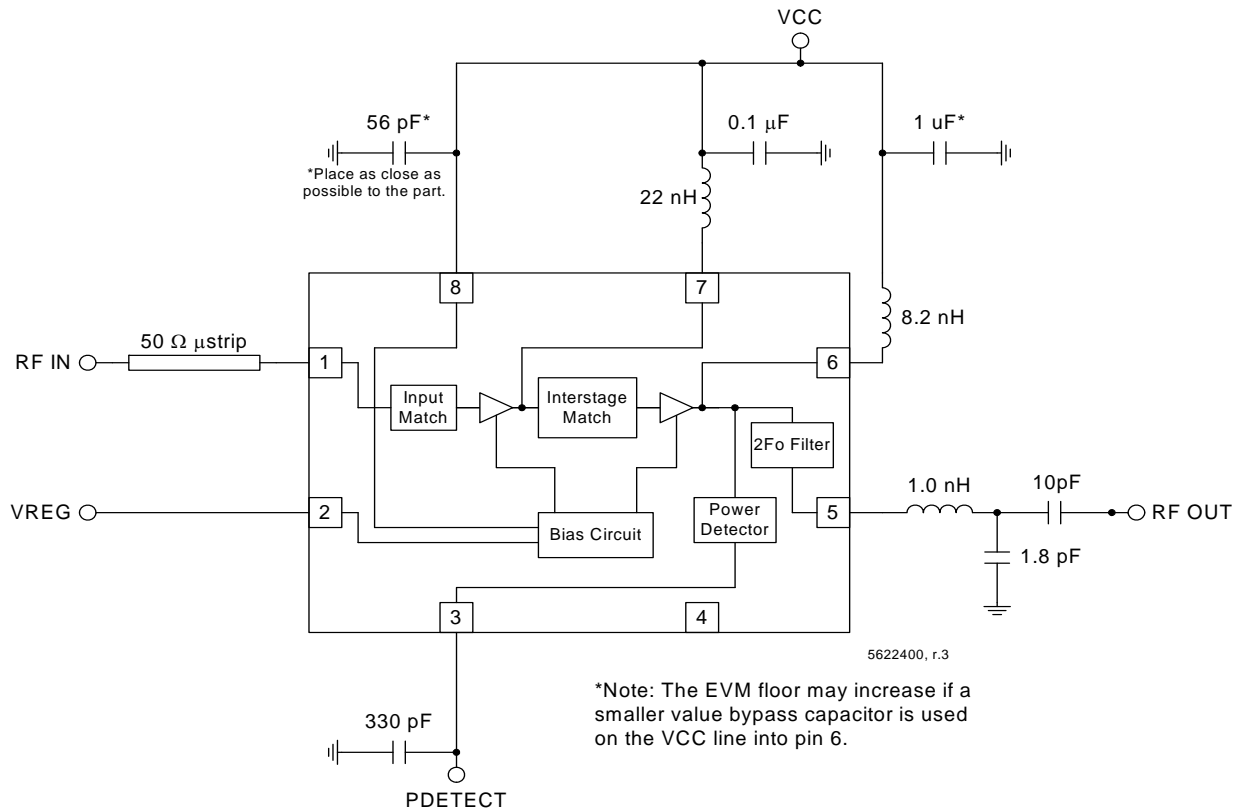 VCC
56 pF*
0.1 μF
1 uF*
*Place as close as
possible to the part.
22 nH
8
7
8.2 nH
50 Ω μstrip
RF IN
1
6
Input
Match
Interstage
Match
2Fo Filter
1.0 nH
10pF
VREG
2
Bias Circuit
Power
Detector
5
RF OUT
1.8 pF
3
4
5622400, r.3
*Note: The EVM floor may increase if a
smaller value bypass capacitor is used
on the VCC line into pin 6.
330 pF
PDETECT